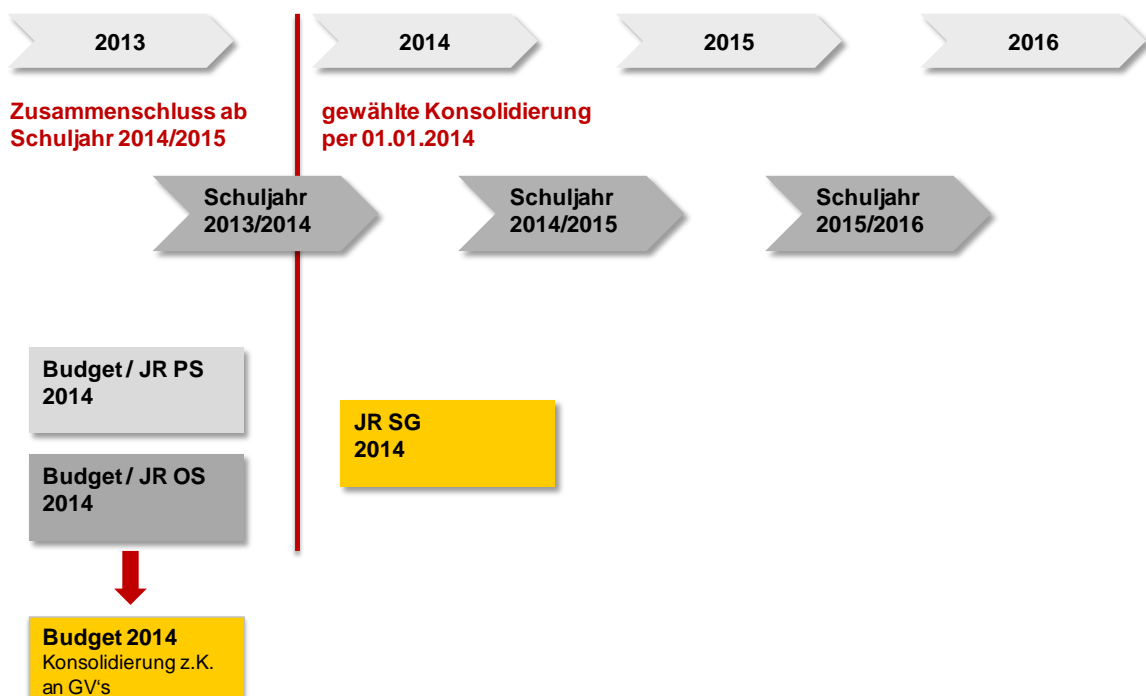 2013
2014
2015
2016
Zusammenschluss ab
Schuljahr 2014/2015
gewählte Konsolidierung
per 01.01.2014
Schuljahr
2013/2014
Schuljahr
2014/2015
Schuljahr
2015/2016
Budget / JR PS
2014
Budget / JR OS
2014
JR SG
2014
Budget 2014
Konsolidierung z.K.
an GV‘s